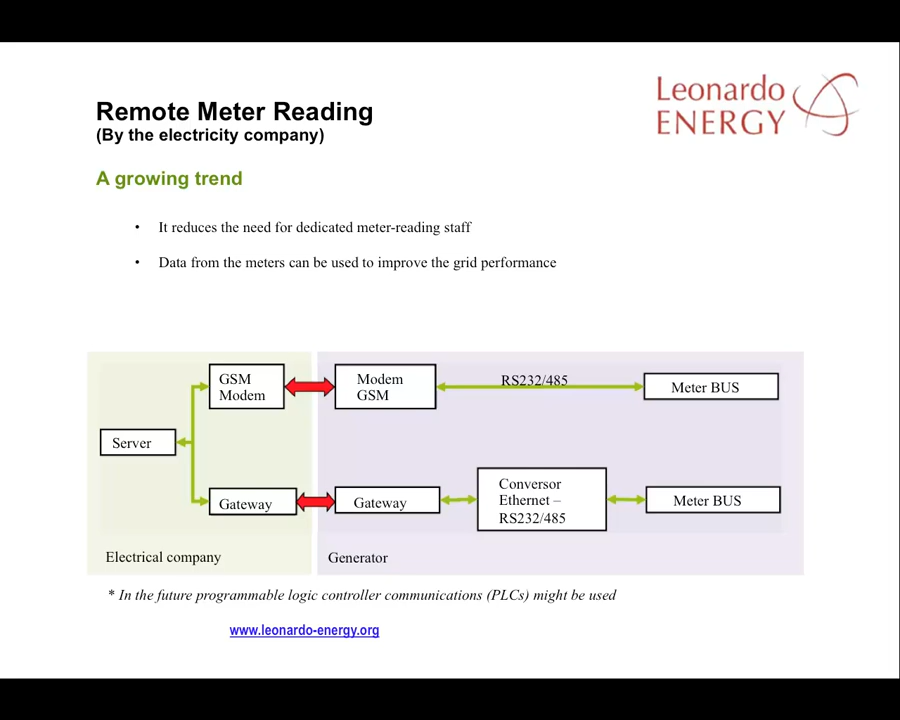 Leonardo
ENERGY
Remote Meter Reading
(By the electricity company)
A growing trend
• It reduces the need for dedicated meter-reading staff
• Data from the meters can be used to improve the grid performance
GSM
Modem
Modem
GSM
RS232/485
Meter BUS
Server
Gateway
Gateway
Conversor
Ethernet –
RS232/485
Meter BUS
Electrical company
Generator
* In the future programmable logic controller communications (PLCs) might be used
www.leonardo-energy.org